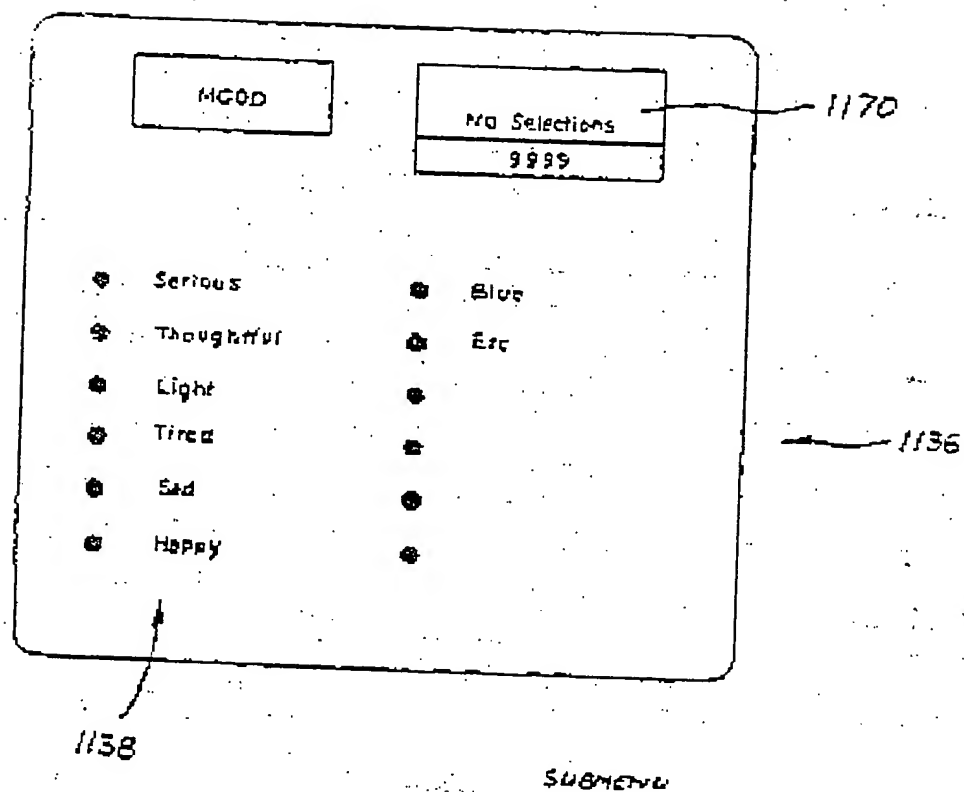 MOOD
No Selections
9999
1170
Serious
Thoughtful
Light
Tired
Sad
Happy
Blue
Etc
1136
1138
SUBMENU